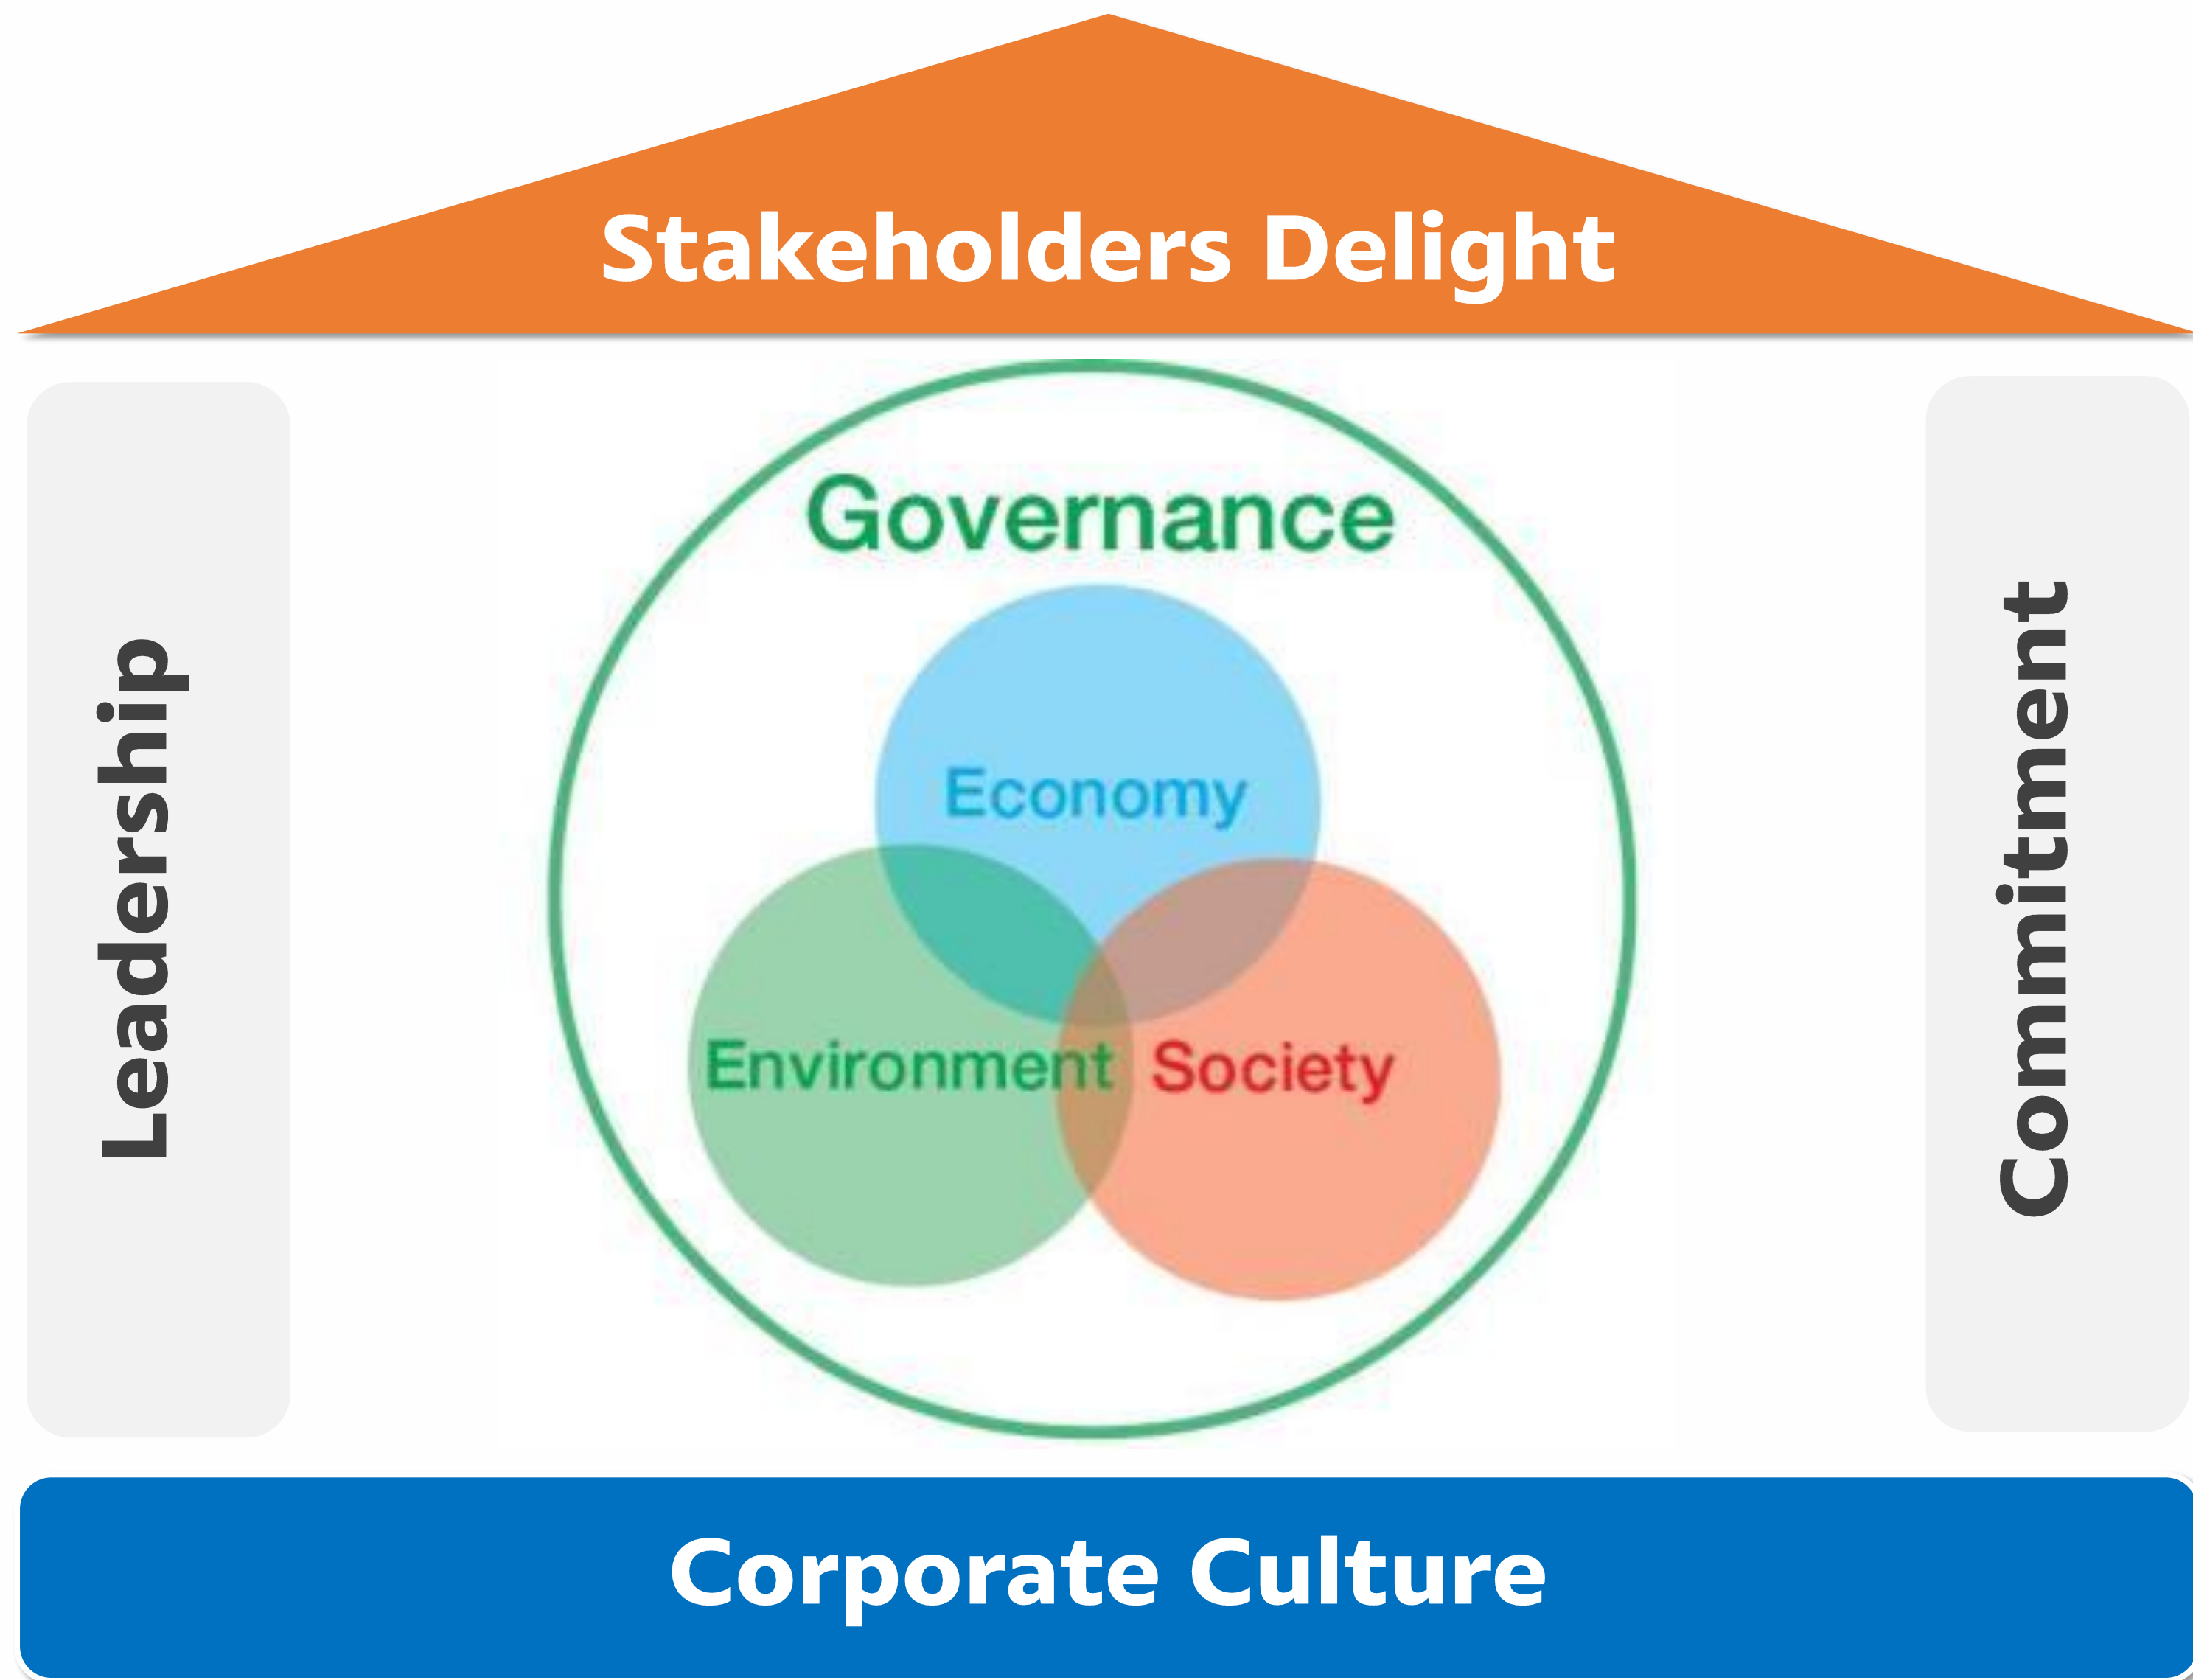 Stakeholders Delight
Leadership
Governance
Economy
Environment
Society
Commitment
Corporate Culture